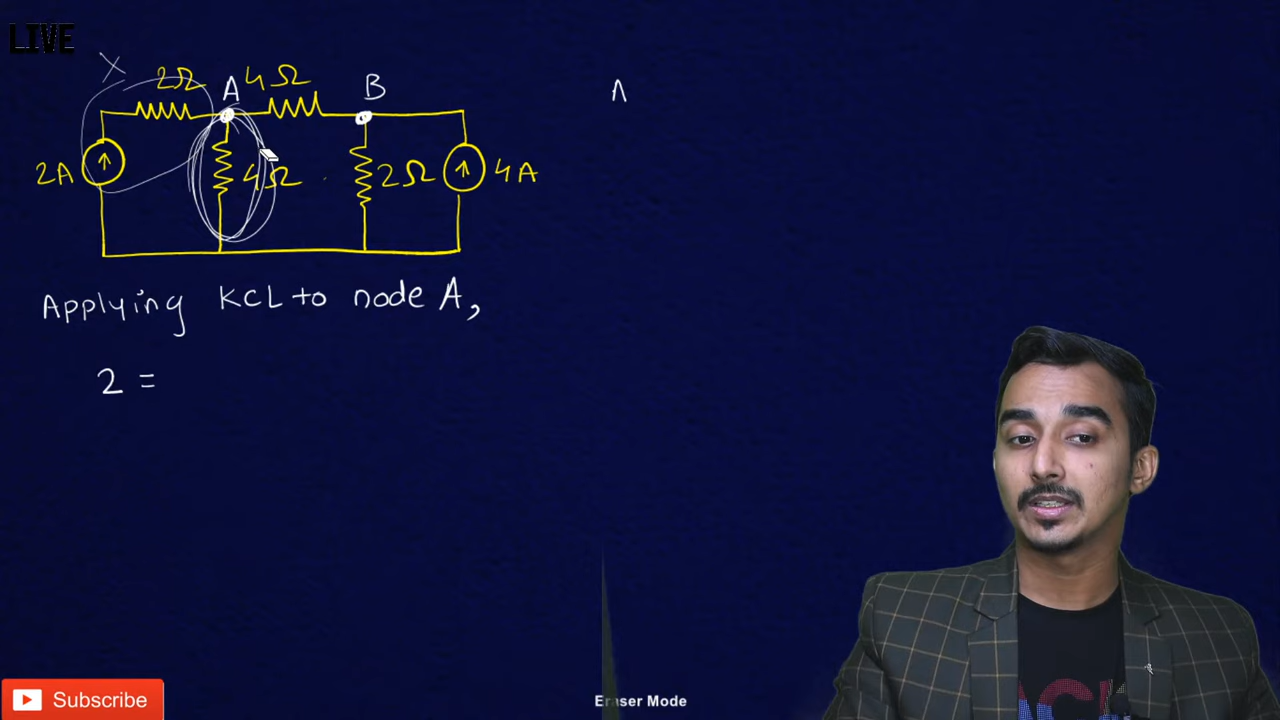 LIVE
X
2Ω A 4Ω B
2A 4Ω 2Ω 4A
Applying KCL to node A,
2 =
Subscribe
Eraser Mode